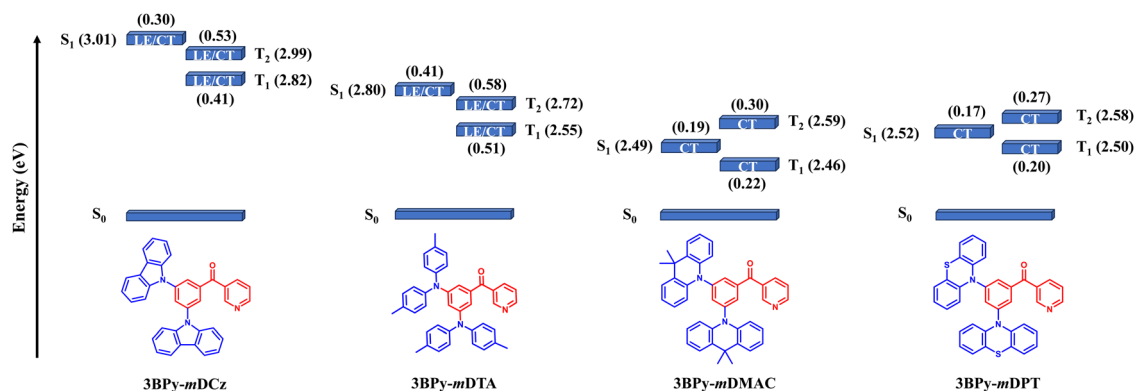 Energy (eV)
(0.30)
S1 (3.01)
LE/CT
(0.53)
LE/CT
T2 (2.99)
LE/CT
T1 (2.82)
(0.41)
S0
3BPy-mDCz
(0.41)
S1 (2.80)
LE/CT
(0.58)
LE/CT
T2 (2.72)
LE/CT
T1 (2.55)
(0.51)
S0
3BPy-mDTA
(0.19)
S1 (2.49)
CT
(0.30)
CT
T2 (2.59)
CT
T1 (2.46)
(0.22)
S0
3BPy-mDMAC
(0.17)
S1 (2.52)
CT
(0.27)
CT
T2 (2.58)
CT
T1 (2.50)
(0.20)
S0
3BPy-mDPT
N
O
N
N
N
O
N
N
N
O
N
N
S
N
O
N
N
S